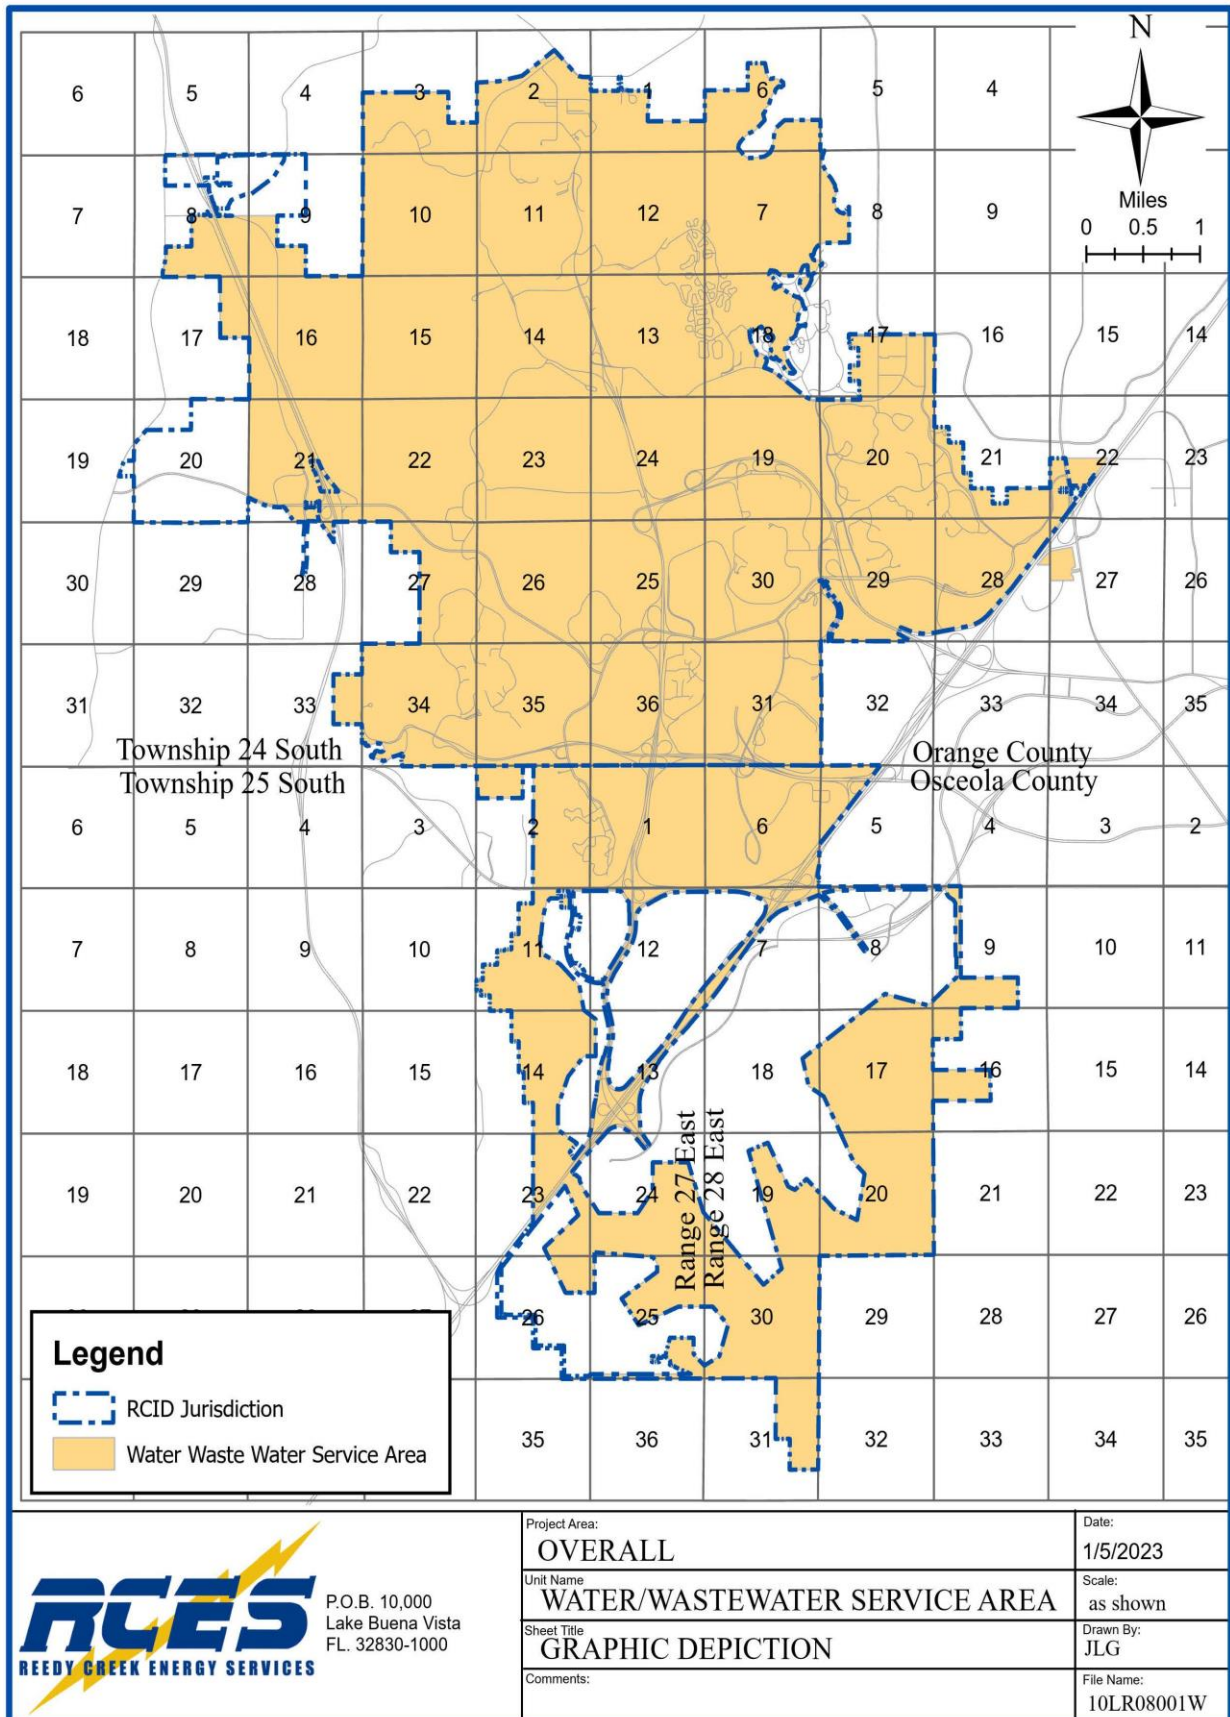 N
Miles
0 0.5 1
6 5 4 3 2 1 6 5 4
7 8 9 10 11 12 7 8 9
18 17 16 15 14 13 18 17 16 15 14
19 20 21 22 23 24 19 20 21 22 23
30 29 28 27 26 25 30 29 28 27 26
31 32 33 34 35 36 31 32 33 34 35
Township 24 South
Orange County
Township 25 South
Osceola County
6 5 4 3 2 1 6 5 4 3 2
7 8 9 10 11 12 7 8 9 10 11
18 17 16 15 14 13 18 17 16 15 14
Range 27 East
Range 28 East
19 20 21 22 23 24 19 20 21 22 23
26 25 30 29 28 27 26
35 36 31 32 33 34 35
Legend
RCID Jurisdiction
Water Waste Water Service Area
RCES
REEDY CREEK ENERGY SERVICES
P.O.B. 10,000
Lake Buena Vista
FL. 32830-1000
Project Area:
OVERALL
Unit Name
WATER/WASTEWATER SERVICE AREA
Sheet Title
GRAPHIC DEPICTION
Comments:
Date:
1/5/2023
Scale:
as shown
Drawn By:
JLG
File Name:
10LR08001W